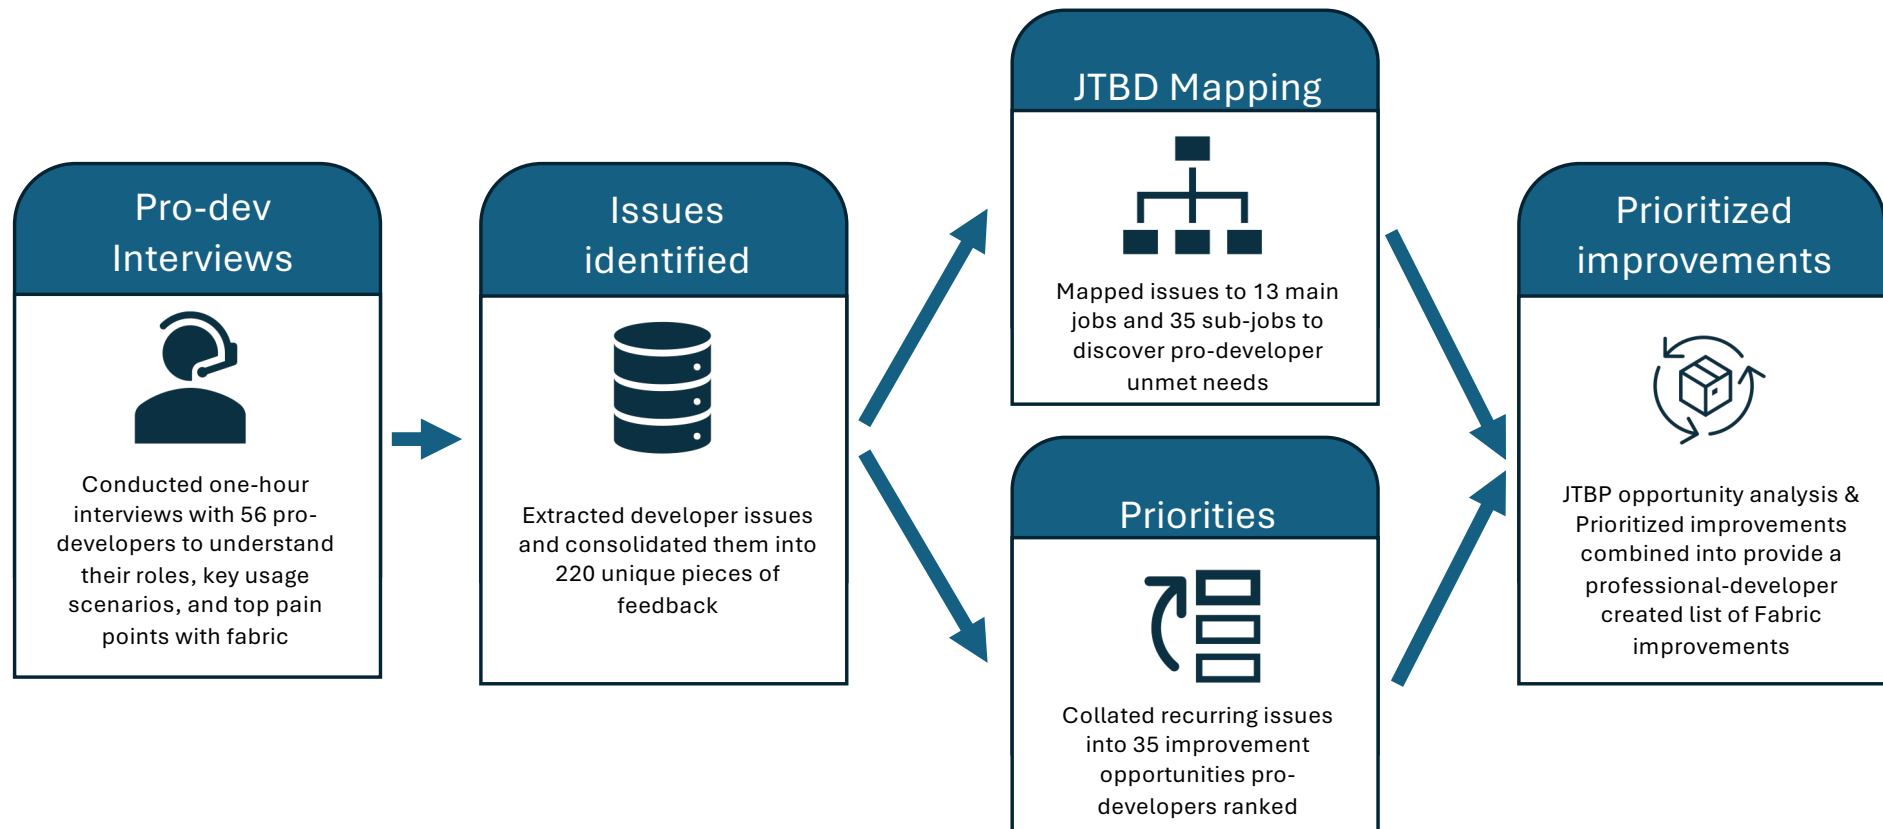 Pro-dev
Interviews
Conducted one-hour
interviews with 56 pro-
developers to understand
their roles, key usage
scenarios, and top pain
points with fabric
Issues
identified
Extracted developer issues
and consolidated them into
220 unique pieces of
feedback
JTBD Mapping
Mapped issues to 13 main
jobs and 35 sub-jobs to
discover pro-developer
unmet needs
Priorities
Collated recurring issues
into 35 improvement
opportunities pro-
developers ranked
Prioritized
improvements
JTBP opportunity analysis &
Prioritized improvements
combined into provide a
professional-developer
created list of Fabric
improvements